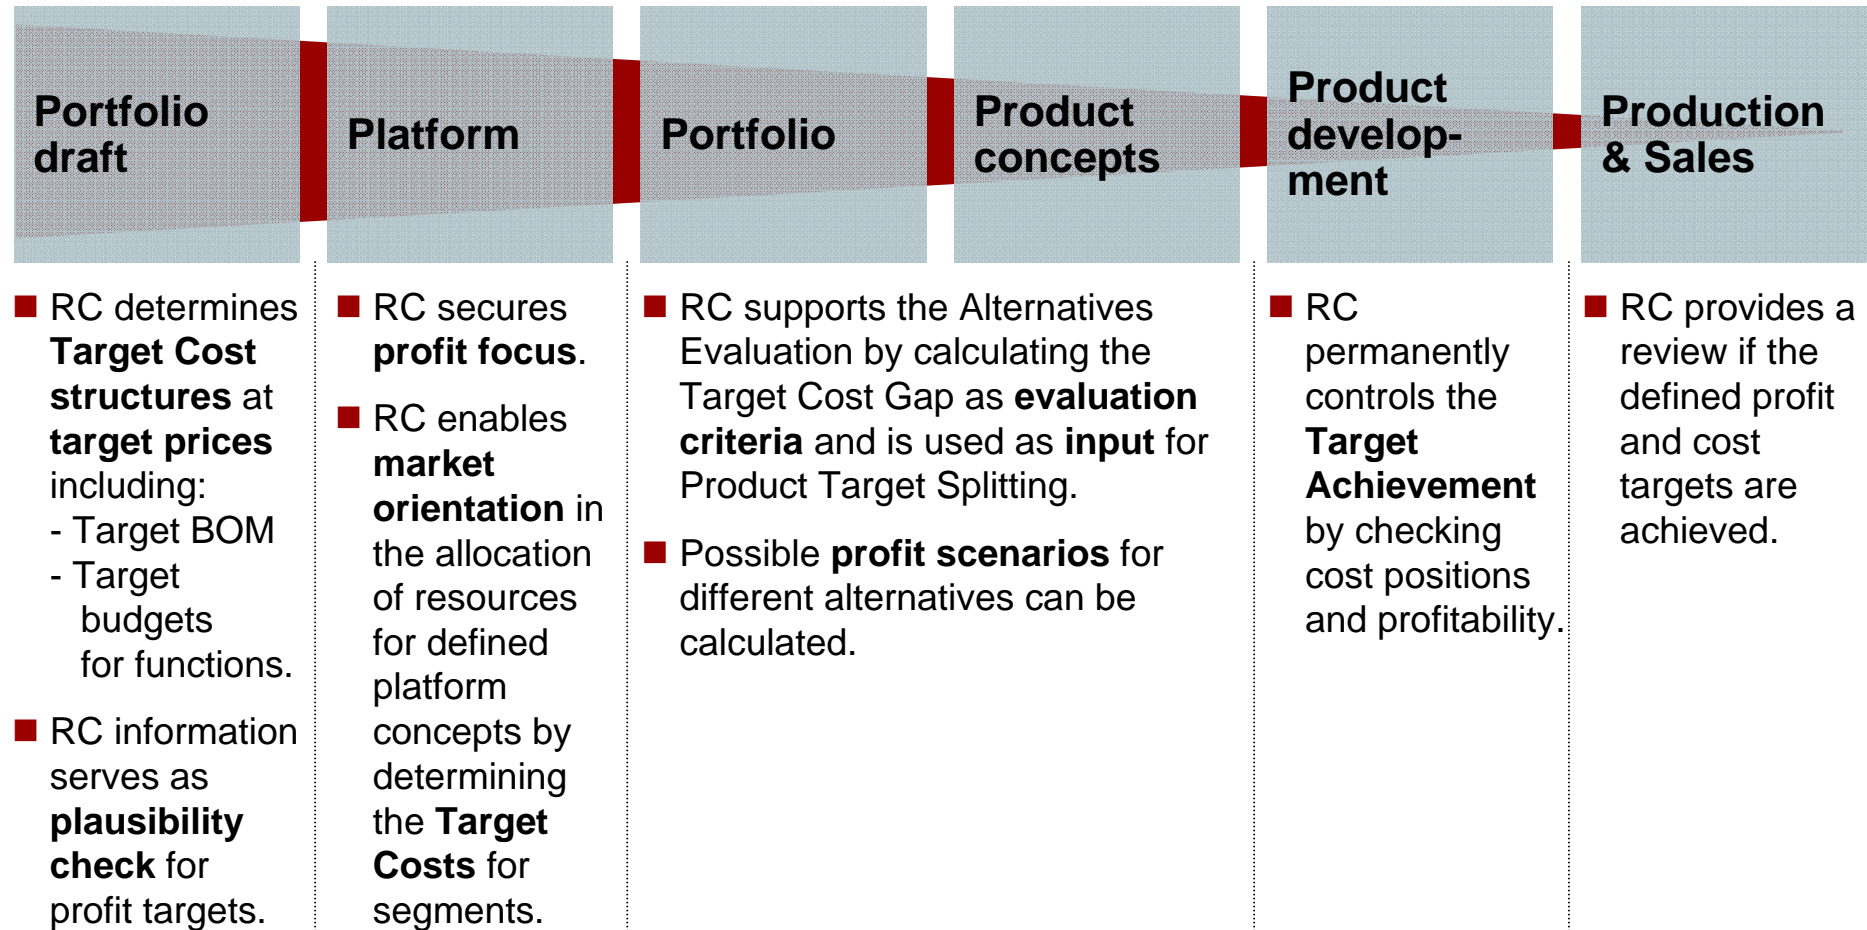 Portfolio
draft
Platform
Portfolio
Product
concepts
Product
develop-
ment
Production
& Sales
RC determines
Target Cost
structures at
target prices
including:
- Target BOM
- Target
budgets
for functions.
RC information
serves as
plausibility
check for
profit targets.
RC secures
profit focus.
RC enables
market
orientation in
the allocation
of resources
for defined
platform
concepts by
determining
the Target
Costs for
segments.
RC supports the Alternatives
Evaluation by calculating the
Target Cost Gap as evaluation
criteria and is used as input for
Product Target Splitting.
Possible profit scenarios for
different alternatives can be
calculated.
RC
permanently
controls the
Target
Achievement
by checking
cost positions
and profitability.
RC provides a
review if the
defined profit
and cost
targets are
achieved.